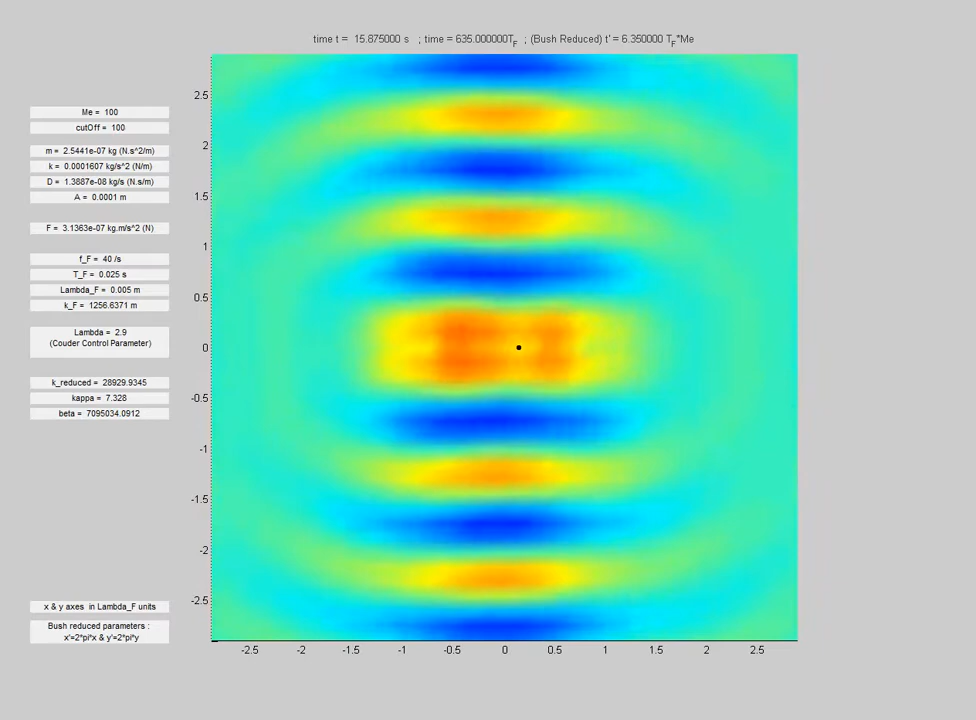 time t =  15.875000 s   ; time = 635.000000T_F  ; (Bush Reduced) t' = 6.350000 T_F*Me
Me =  100
cutOff =  100
m = 2.5441e-07 kg (N.s^2/m)
k = 0.0001607 kg/s^2 (N/m)
D = 1.3887e-08 kg/s (N.s/m)
A =  0.0001 m
F = 3.1363e-07 kg.m/s^2 (N)
f_F =  40 /s
T_F =  0.025 s
Lambda_F =  0.005 m
k_F =  1256.6371 m
Lambda =  2.9
(Couder Control Parameter)
k_reduced =  28929.9345
kappa =  7.328
beta =  7095034.0912
x & y axes  in Lambda_F units
Bush reduced parameters :
x'=2*pi*x & y'=2*pi*y
2.5
2
1.5
1
0.5
0
-0.5
-1
-1.5
-2
-2.5
-2.5 -2 -1.5 -1 -0.5 0 0.5 1 1.5 2 2.5